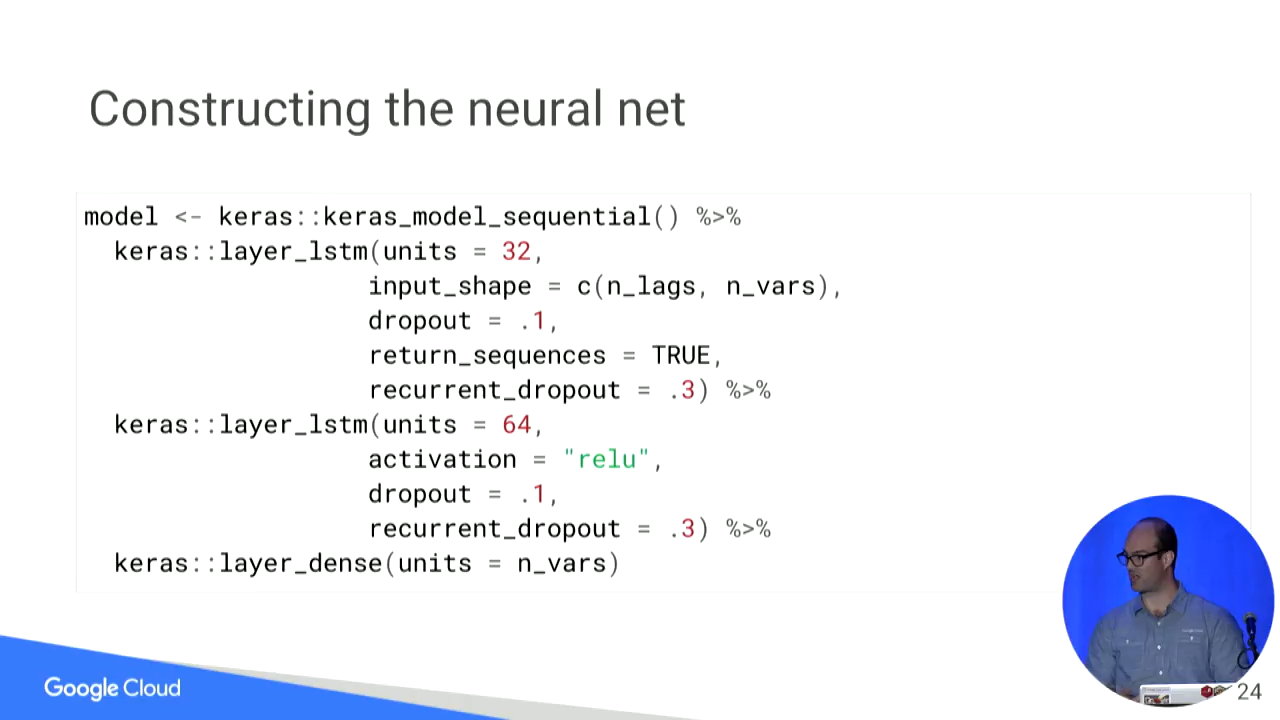 Constructing the neural net
model <- keras::keras_model_sequential() %>%
keras::layer_lstm(units = 32,
input_shape = c(n_lags, n_vars),
dropout = .1,
return_sequences = TRUE,
recurrent_dropout = .3) %>%
keras::layer_lstm(units = 64,
activation = "relu",
dropout = .1,
recurrent_dropout = .3) %>%
keras::layer_dense(units = n_vars)
Google Cloud
24